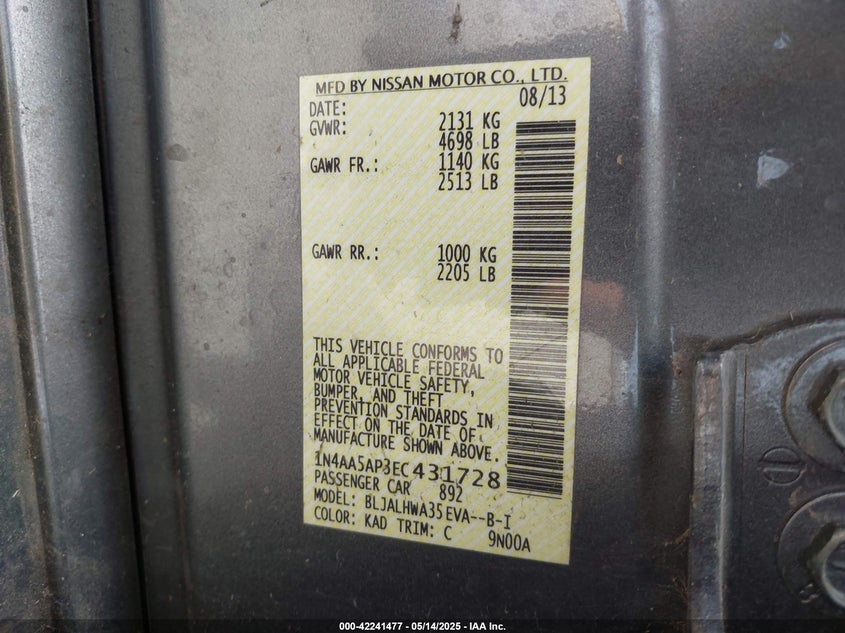 MFD BY NISSAN MOTOR CO., LTD.
DATE: 08/13
GVWR: 2131 KG
4698 LB
GAWR FR.: 1140 KG
2513 LB
GAWR RR.: 1000 KG
2205 LB
THIS VEHICLE CONFORMS TO
ALL APPLICABLE FEDERAL
MOTOR VEHICLE SAFETY,
BUMPER, AND THEFT
PREVENTION STANDARDS IN
EFFECT ON THE DATE OF
MANUFACTURE SHOWN ABOVE.
1N4AA5AP3EC431728
PASSENGER CAR 892
MODEL: BLJALHWA35EVA--B-I
COLOR: KAD TRIM: C 9N00A
000-42241477 — 05/14/2025 - IAA Inc.